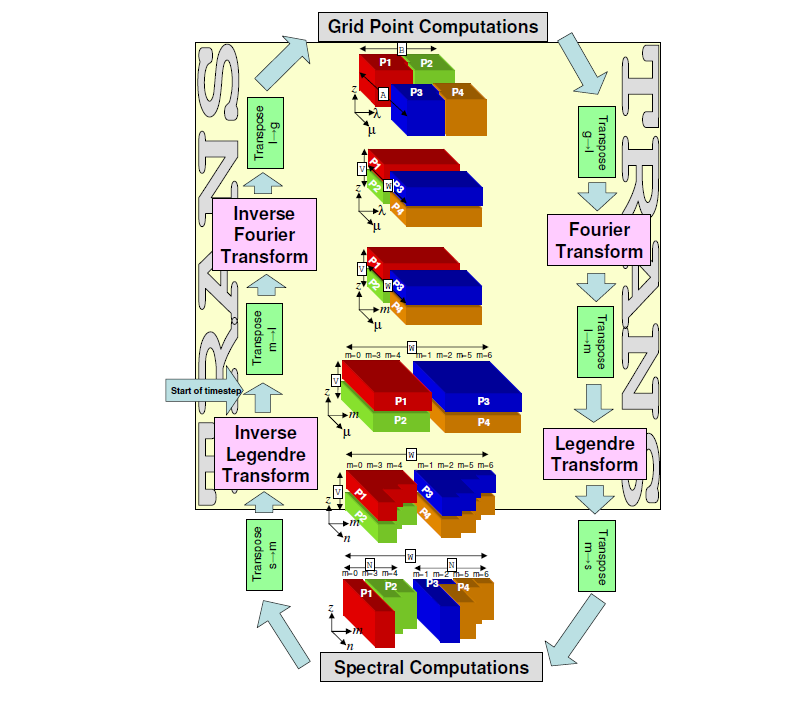 Grid Point Computations
B
P1 P2
A
P3 P4
z
λ
μ
Transpose
l→g
Transpose
g→l
P1
V
P2 W P3
P4
z
λ
μ
Inverse
Fourier
Transform
Fourier
Transform
P1
V
W P3
P4
z
m
μ
Transpose
m→l
Transpose
l→m
W
m=0 m=3 m=4 m=1 m=2 m=5 m=6
V
P1 P3
P2 P4
z
m
μ
Start of timestep
Inverse
Legendre
Transform
Legendre
Transform
W
m=0 m=3 m=4 m=1 m=2 m=5 m=6
V
P1 P3
P2 P4
z
m
n
Transpose
s→m
Transpose
m→s
W
N N
m=0 m=3 m=4 m=1 m=2 m=5 m=6
P1 P2 P3 P4
z
m
n
Spectral Computations